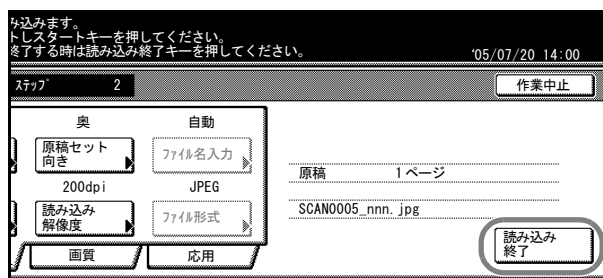 み込みます。
トしスタートキーを押してください。
終了する時は読み込み終了キーを押してください。
'05/07/20 14:00
ステップ 2
作業中止
奥 自動
原稿セット
向き
ファイル名入力
原稿 1ページ
200dpi JPEG
SCAN0005_nnn.jpg
読み込み
解像度
ファイル形式
読み込み
終了
画質 応用